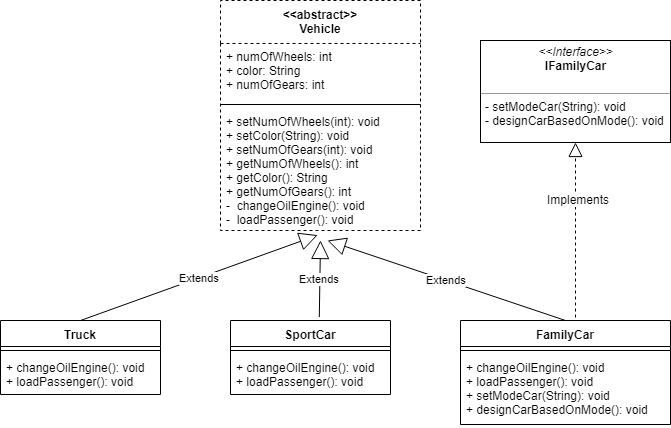 <<abstract>>
Vehicle
+ numOfWheels: int
+ color: String
+ numOfGears: int
+ setNumOfWheels(int): void
+ setColor(String): void
+ setNumOfGears(int): void
+ getNumOfWheels(): int
+ getColor(): String
+ getNumOfGears(): int
- changeOilEngine(): void
- loadPassenger(): void
<<Interface>>
IFamilyCar
- setModeCar(String): void
- designCarBasedOnMode(): void
Implements
Extends
Extends
Extends
Truck
+ changeOilEngine(): void
+ loadPassenger(): void
SportCar
+ changeOilEngine(): void
+ loadPassenger(): void
FamilyCar
+ changeOilEngine(): void
+ loadPassenger(): void
+ setModeCar(String): void
+ designCarBasedOnMode(): void